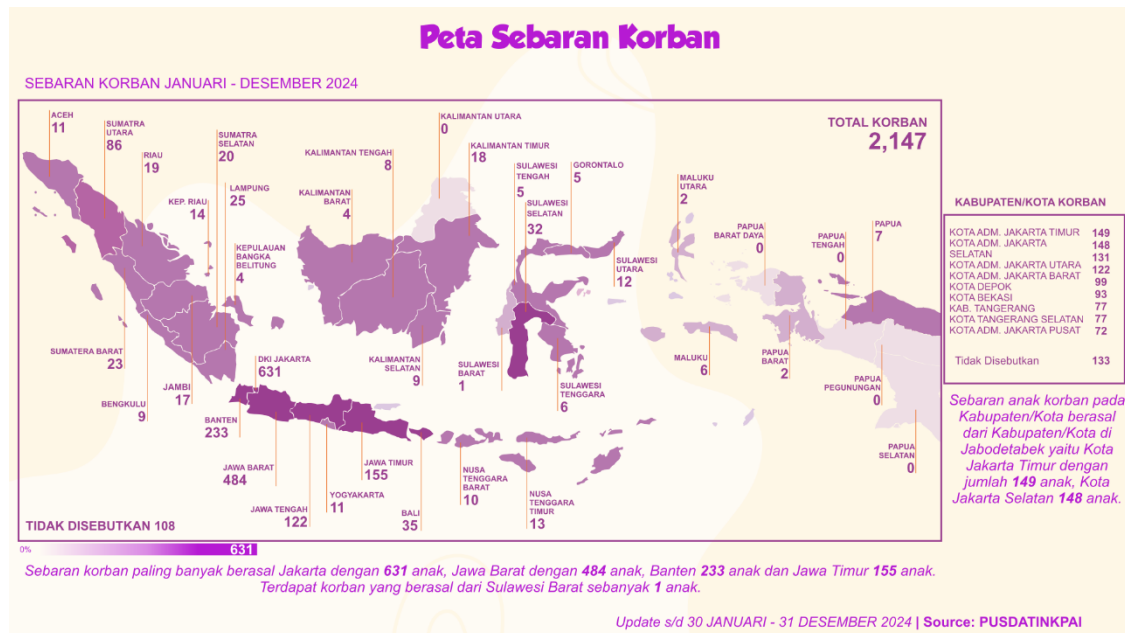 Peta Sebaran Korban
SEBARAN KORBAN JANUARI - DESEMBER 2024
ACEH
11
SUMATRA
UTARA
86
RIAU
19
SUMATRA
SELATAN
20
KEP. RIAU
14
LAMPUNG
25
KEPULAUAN
BANGKA
BELITUNG
4
KALIMANTAN UTARA
0
KALIMANTAN TENGAH
8
KALIMANTAN TIMUR
18
KALIMANTAN
BARAT
4
SULAWESI
TENGAH
5
GORONTALO
5
SULAWESI
SELATAN
32
SULAWESI
UTARA
12
MALUKU
UTARA
2
PAPUA
BARAT DAYA
0
PAPUA
TENGAH
0
PAPUA
7
TOTAL KORBAN
2,147
SUMATERA BARAT
23
BENGKULU
9
JAMBI
17
DKI JAKARTA
631
BANTEN
233
JAWA BARAT
484
JAWA TENGAH
122
YOGYAKARTA
11
JAWA TIMUR
155
BALI
35
KALIMANTAN
SELATAN
9
SULAWESI
BARAT
1
SULAWESI
TENGGARA
6
NUSA
TENGGARA
BARAT
10
NUSA
TENGGARA
TIMUR
13
MALUKU
6
PAPUA
BARAT
2
PAPUA
PEGUNUNGAN
0
PAPUA
SELATAN
0
TIDAK DISEBUTKAN 108
0%
631
KABUPATEN/KOTA KORBAN
KOTA ADM. JAKARTA TIMUR 149
KOTA ADM. JAKARTA 148
SELATAN 131
KOTA ADM. JAKARTA UTARA 122
KOTA ADM. JAKARTA BARAT 99
KOTA DEPOK 93
KOTA BEKASI 77
KAB. TANGERANG 77
KOTA TANGERANG SELATAN 72
KOTA ADM. JAKARTA PUSAT
Tidak Disebutkan 133
Sebaran anak korban pada
Kabupaten/Kota berasal
dari Kabupaten/Kota di
Jabodetabek yaitu Kota
Jakarta Timur dengan
jumlah 149 anak, Kota
Jakarta Selatan 148 anak.
Sebaran korban paling banyak berasal Jakarta dengan 631 anak, Jawa Barat dengan 484 anak, Banten 233 anak dan Jawa Timur 155 anak.
Terdapat korban yang berasal dari Sulawesi Barat sebanyak 1 anak.
Update s/d 30 JANUARI - 31 DESEMBER 2024 | Source: PUSDATINKPAI